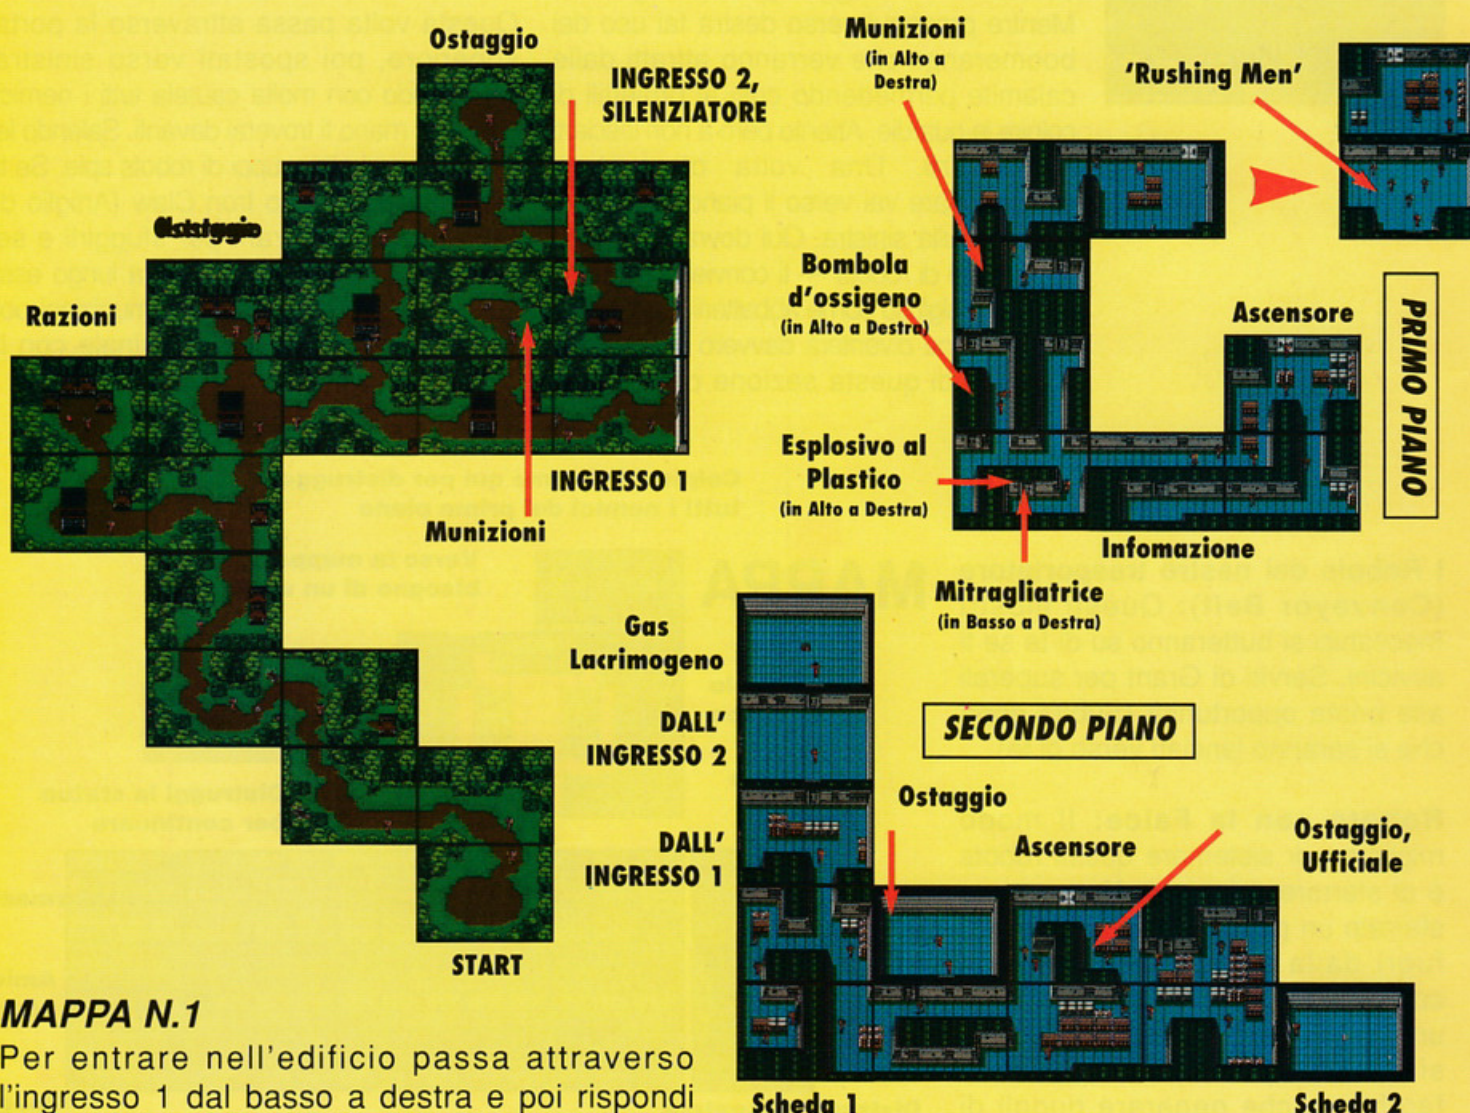 Ostaggio
INGRESSO 2,
SILENZIATORE
Razioni
INGRESSO 1
Munizioni
START
MAPPA N.1
Per entrare nell'edificio passa attraverso
l'ingresso 1 dal basso a destra e poi rispondi
Munizioni
(in Alto a
Destra)
'Rushing Men'
Bombola
d'ossigeno
(in Alto a Destra)
Ascensore
PRIMO PIANO
Esplosivo al
Plastico
(in Alto a Destra)
Infomazione
Mitragliatrice
(in Basso a Destra)
Gas
Lacrimogeno
DALL'
INGRESSO 2
SECONDO PIANO
DALL'
INGRESSO 1
Ostaggio
Ascensore
Ostaggio,
Ufficiale
Scheda 1
Scheda 2